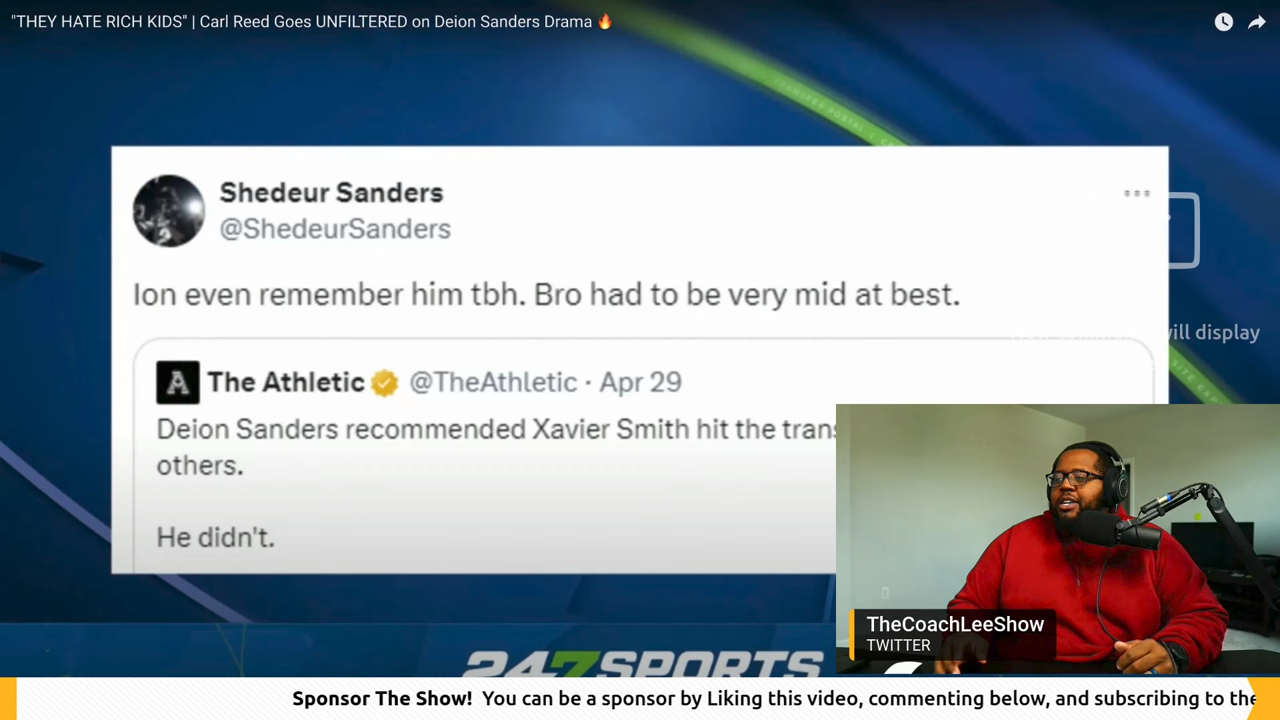 "THEY HATE RICH KIDS" | Carl Reed Goes UNFILTERED on Deion Sanders Drama 🔥
Shedeur Sanders
@ShedeurSanders
Ion even remember him tbh. Bro had to be very mid at best.
will display
The Athletic @TheAthletic · Apr 29
Deion Sanders recommended Xavier Smith hit the trans
others.
He didn't.
TheCoachLeeShow
TWITTER
247SPORTS
Sponsor The Show! You can be a sponsor by Liking this video, commenting below, and subscribing to the